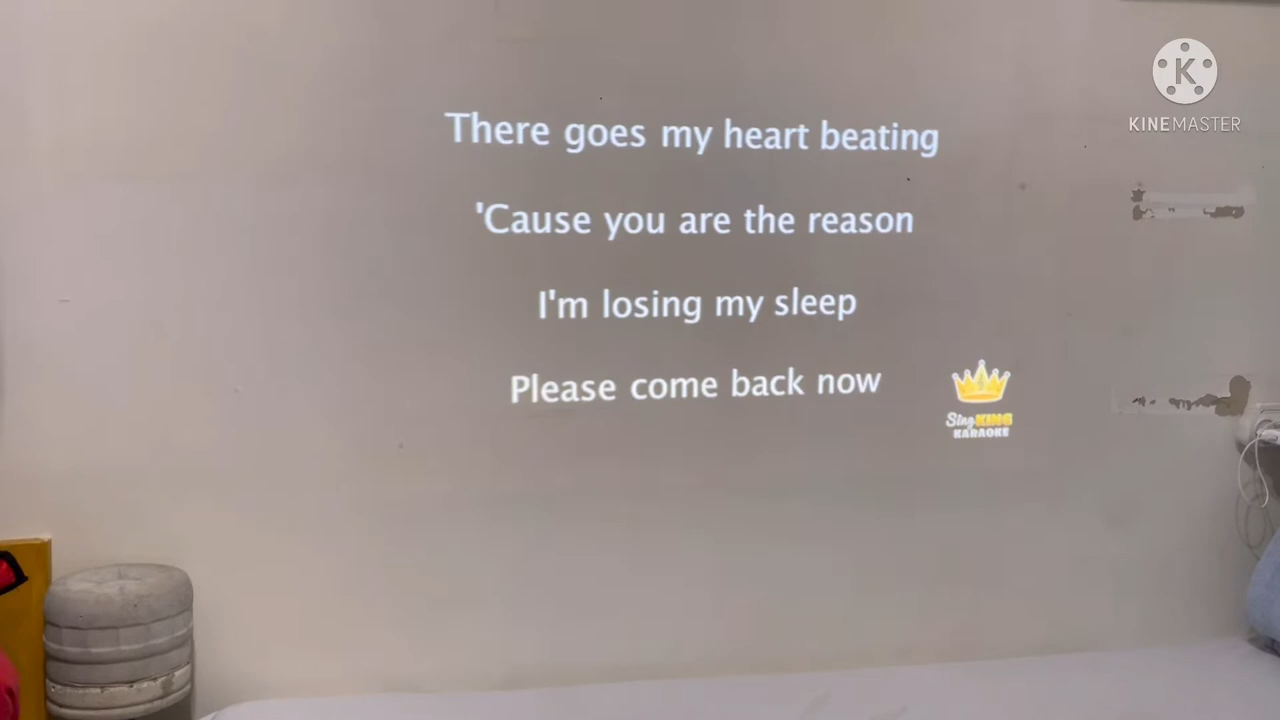 K
KINEMASTER
There goes my heart beating
'Cause you are the reason
I'm losing my sleep
Please come back now
Sing KING
KARAOKE